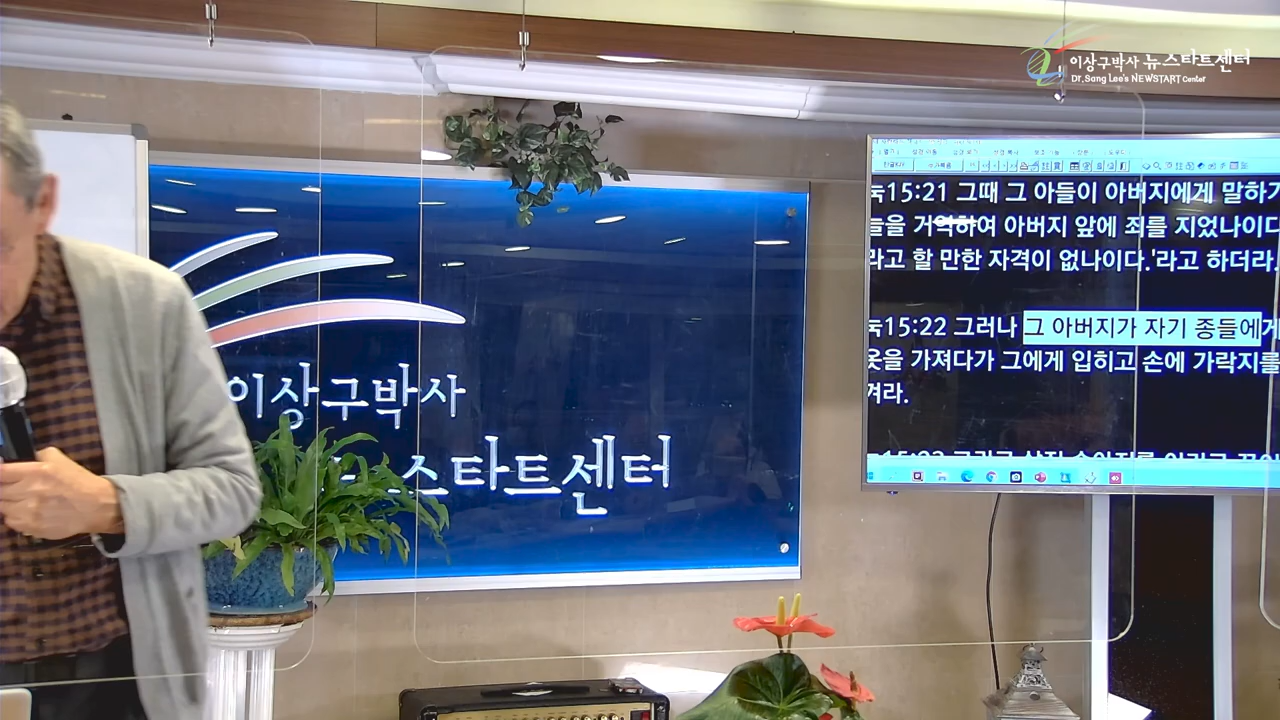 이상구박사 뉴스타트센터
Dr. Sang Lee's NEWSTART Center
이상구박사
스타트센터
눅15:21 그때 그 아들이 아버지에게 말하기
늘을 거역하여 아버지 앞에 죄를 지었나이다
라고 할 만한 자격이 없나이다.'라고 하더라.
눅15:22 그러나 그 아버지가 자기 종들에게
옷을 가져다가 그에게 입히고 손에 가락지를
껴라.